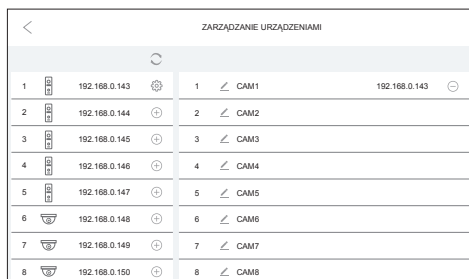 ZARZĄDZANIE URZĄDZENIAMI
1 192.168.0.143 1 CAM1 192.168.0.143
2 192.168.0.144 2 CAM2
3 192.168.0.145 3 CAM3
4 192.168.0.146 4 CAM4
5 192.168.0.147 5 CAM5
6 192.168.0.148 6 CAM6
7 192.168.0.149 7 CAM7
8 192.168.0.150 8 CAM8